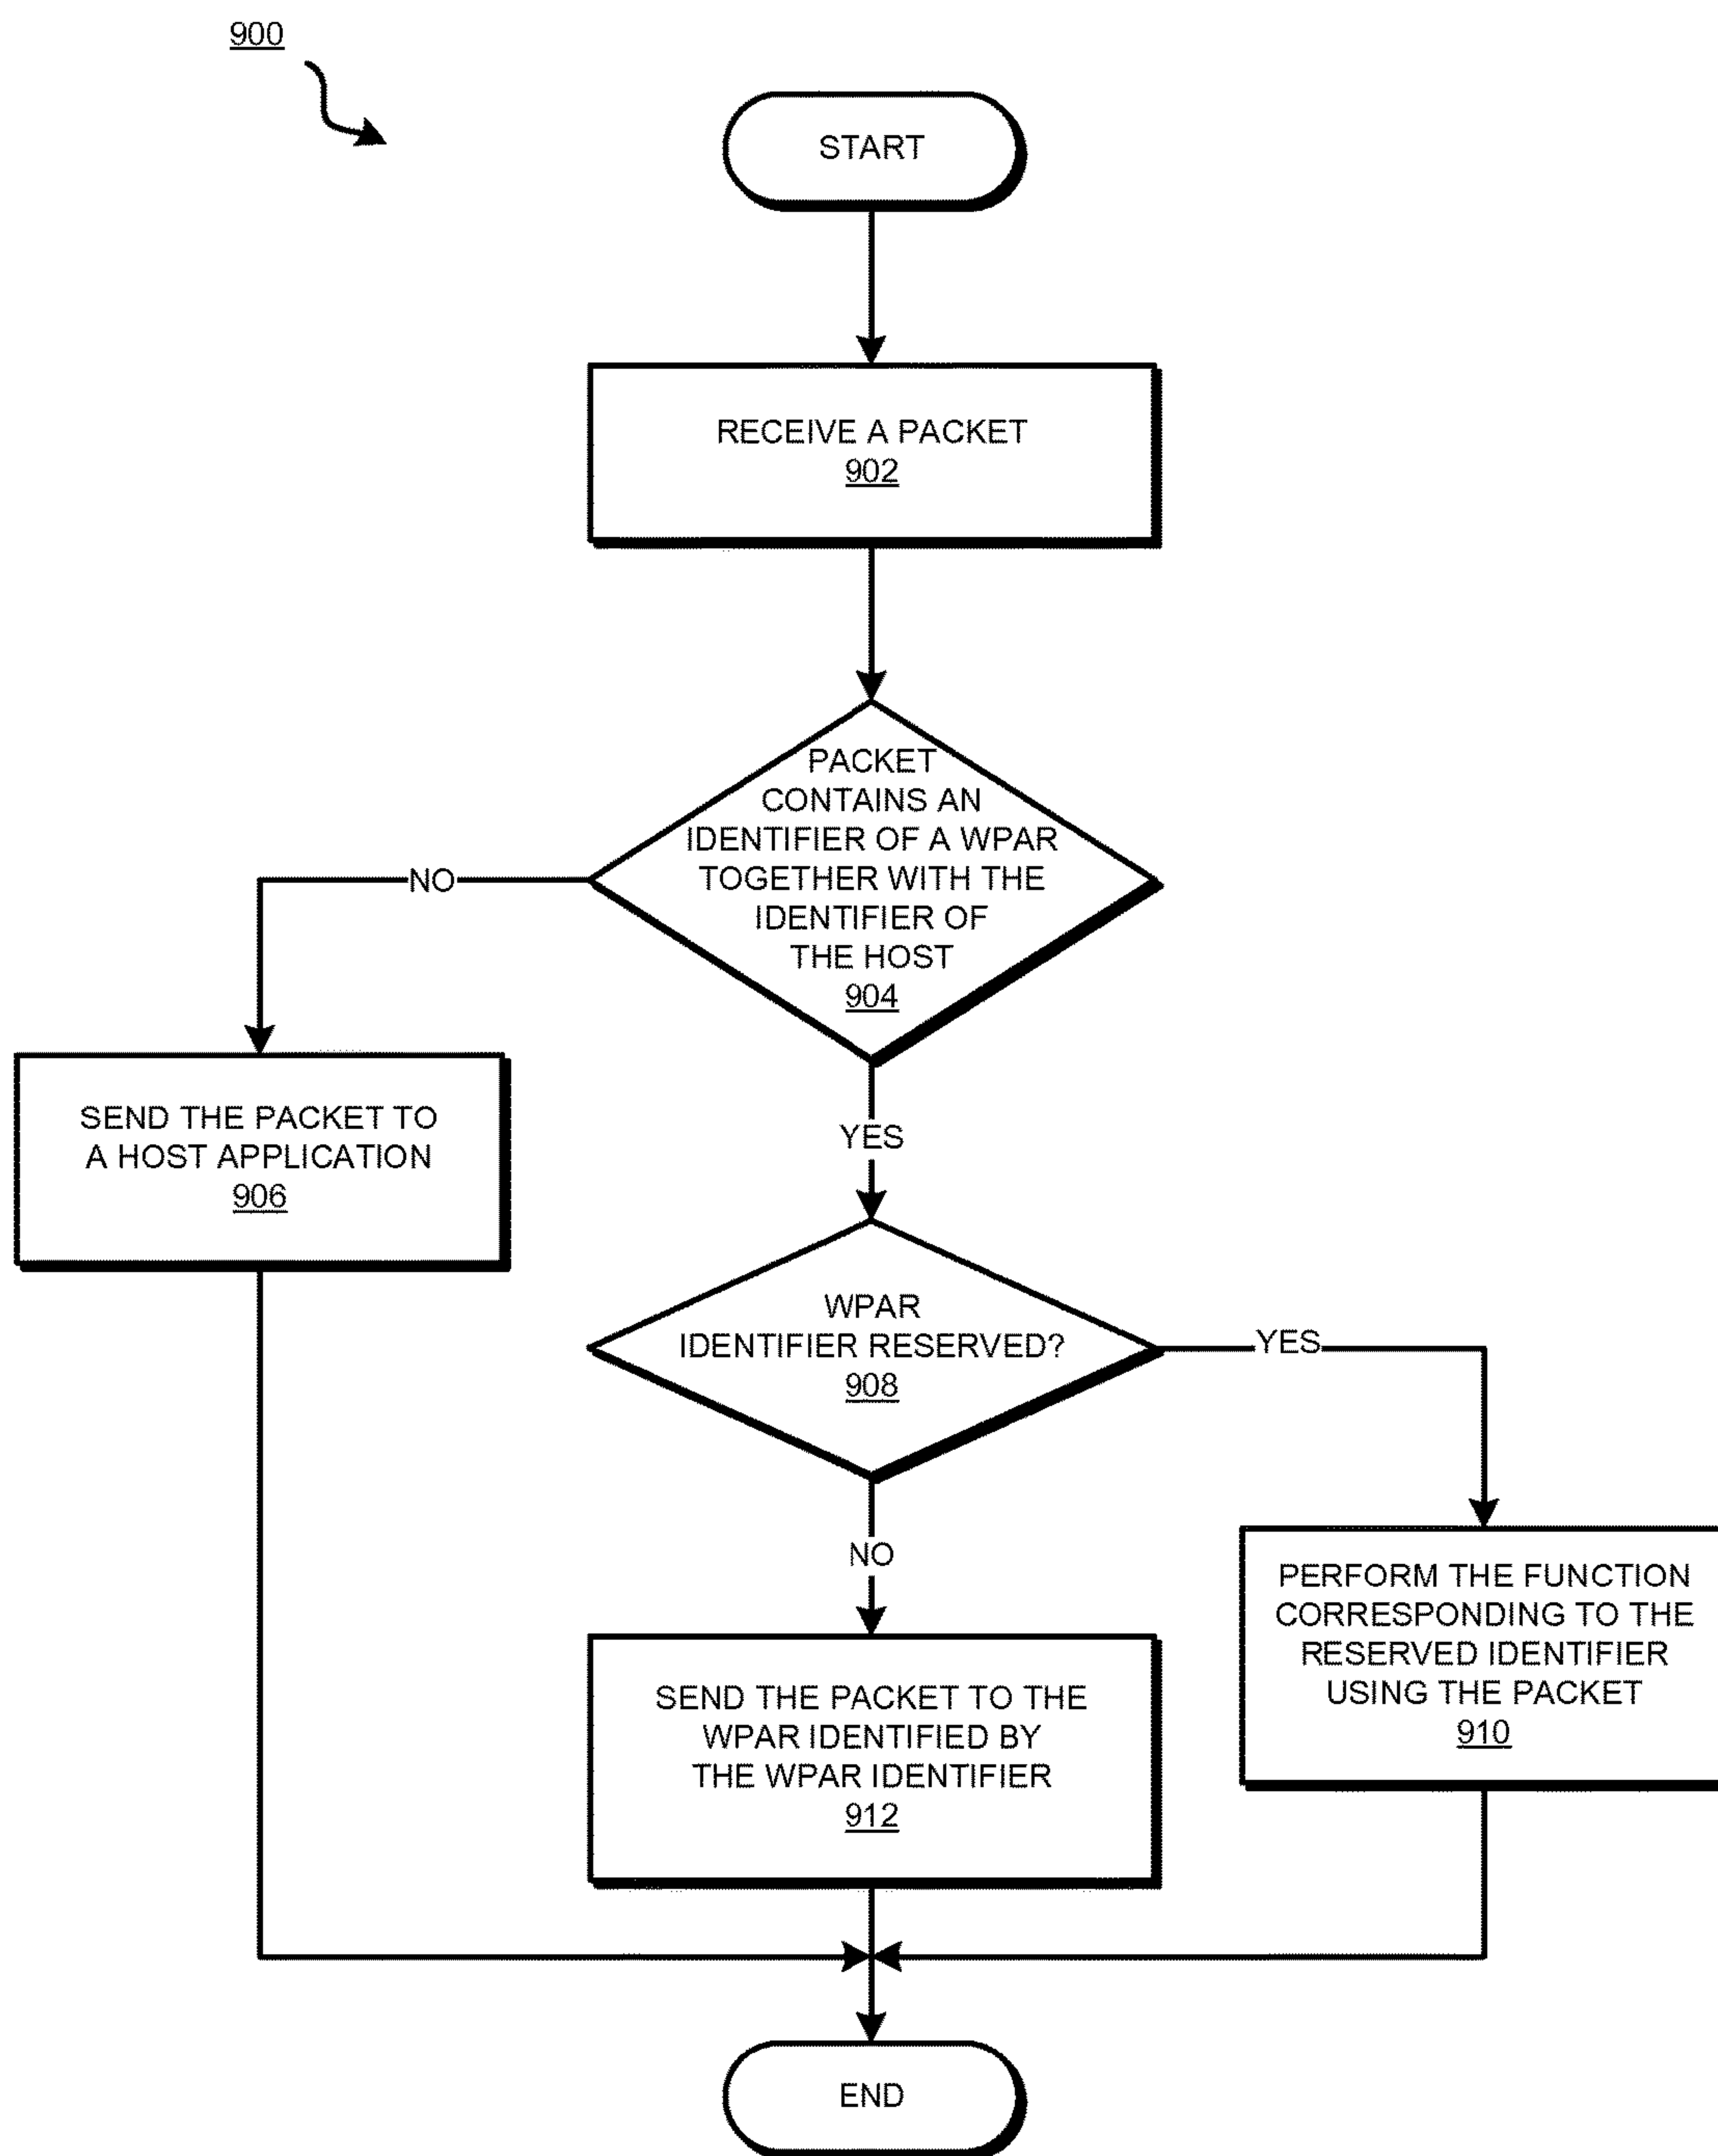 900
START
RECEIVE A PACKET
902
PACKET
CONTAINS AN
IDENTIFIER OF A WPAR
TOGETHER WITH THE
IDENTIFIER OF
THE HOST
904
NO
SEND THE PACKET TO
A HOST APPLICATION
906
YES
WPAR
IDENTIFIER RESERVED?
908
YES
NO
PERFORM THE FUNCTION
CORRESPONDING TO THE
RESERVED IDENTIFIER
USING THE PACKET
910
SEND THE PACKET TO THE
WPAR IDENTIFIED BY
THE WPAR IDENTIFIER
912
END